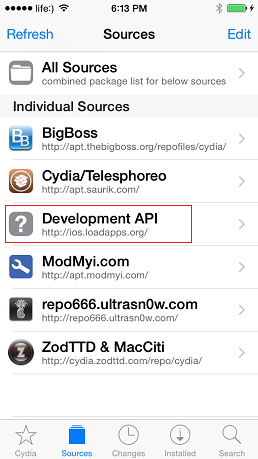 life:) 6:13 PM
Refresh Sources Edit
All Sources
combined package list for below sources
Individual Sources
BigBoss
http://apt.thebigboss.org/repofiles/cydia/
Cydia/Telesphoreo
http://apt.saurik.com/
Development API
http://ios.loadapps.org/
ModMyi.com
http://apt.modmyi.com/
repo666.ultrasn0w.com
http://repo666.ultrasn0w.com/
ZodTTD & MacCiti
http://cydia.zodttd.com/repo/cydia/
Cydia Sources Changes Installed Search